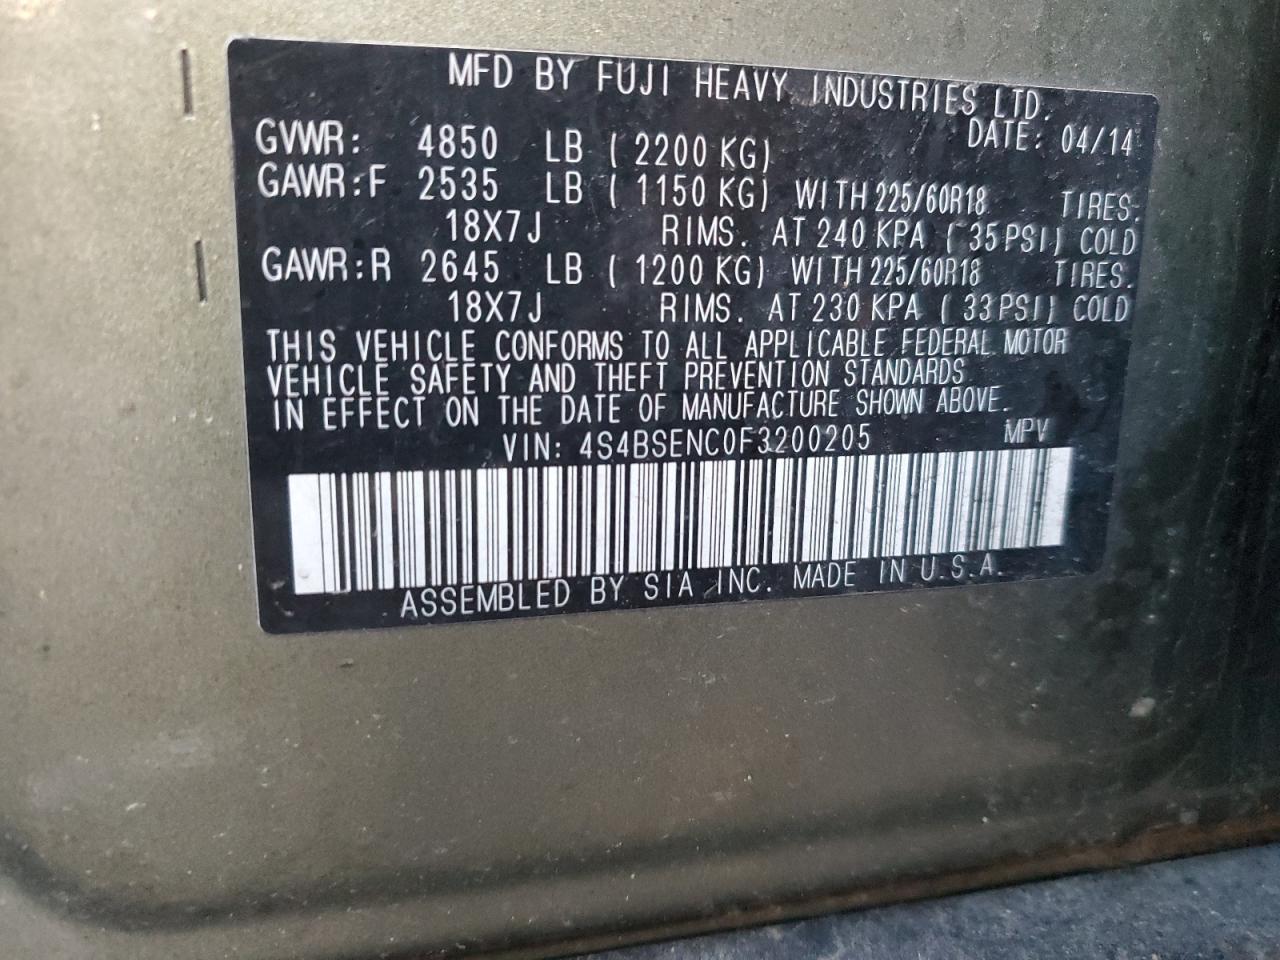 MFD BY FUJI HEAVY INDUSTRIES LTD.
DATE: 04/14
GVWR: 4850 LB (2200 KG)
GAWR:F 2535 LB (1150 KG) WITH 225/60R18 TIRES.
18X7J RIMS. AT 240 KPA (35PSI) COLD
GAWR:R 2645 LB (1200 KG) WITH 225/60R18 TIRES.
18X7J RIMS. AT 230 KPA (33PSI) COLD
THIS VEHICLE CONFORMS TO ALL APPLICABLE FEDERAL MOTOR
VEHICLE SAFETY AND THEFT PREVENTION STANDARDS
IN EFFECT ON THE DATE OF MANUFACTURE SHOWN ABOVE.
VIN: 4S4BSENC0F3200205 MPV
ASSEMBLED BY SIA INC. MADE IN U.S.A.